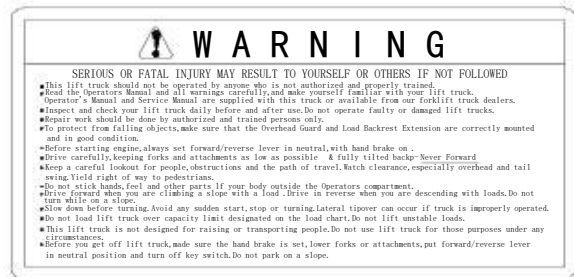 WARNING
SERIOUS OR FATAL INJURY MAY RESULT TO YOURSELF OR OTHERS IF NOT FOLLOWED
This lift truck should not be operated by anyone who is not authorized and properly trained.
Read the Operators Manual and all warnings carefully,and make yourself familiar with your lift truck.
Operator's Manual and Service Manual are supplied with this truck or available from our forklift truck dealers.
Inspect and check your lift truck daily before and after use.Do not operate faulty or damaged lift trucks.
Repair work should be done by authorized and trained persons only.
To protect from falling objects,make sure that the Overhead Guard and Load Backrest Extension are correctly mounted
and in good condition.
Before starting engine,always set forward/reverse lever in neutral,with hand brake on .
Drive carefully,keeping forks and attachments as low as possible & fully tilted backp Never Forward
Keep a careful lookout for people,obstructions and the path of travel.Watch clearance,especially overhead and tail
swing.Yield right of way to pedestrians.
Do not stick hands,feel and other parts lf your body outside the Operators compartment.
Drive forward when you are climbing a slope with a load .Drive in reverse when you are descending with loads.Do not
turn while on a slope.
Slow down before turning.Avoid any sudden start,stop or turning.Lateral tipover can occur if truck is improperly operated.
Do not load lift truck over capacity limit designated on the load chart.Do not lift unstable loads.
This lift truck is not designed for raising or transporting people.Do not use lift truck for those purposes under any
circumstances.
Before you get off lift truck,made sure the hand brake is set,lower forks or attachments,put forward/reverse lever
in neutral position and turn off key switch.Do not park on a slope.